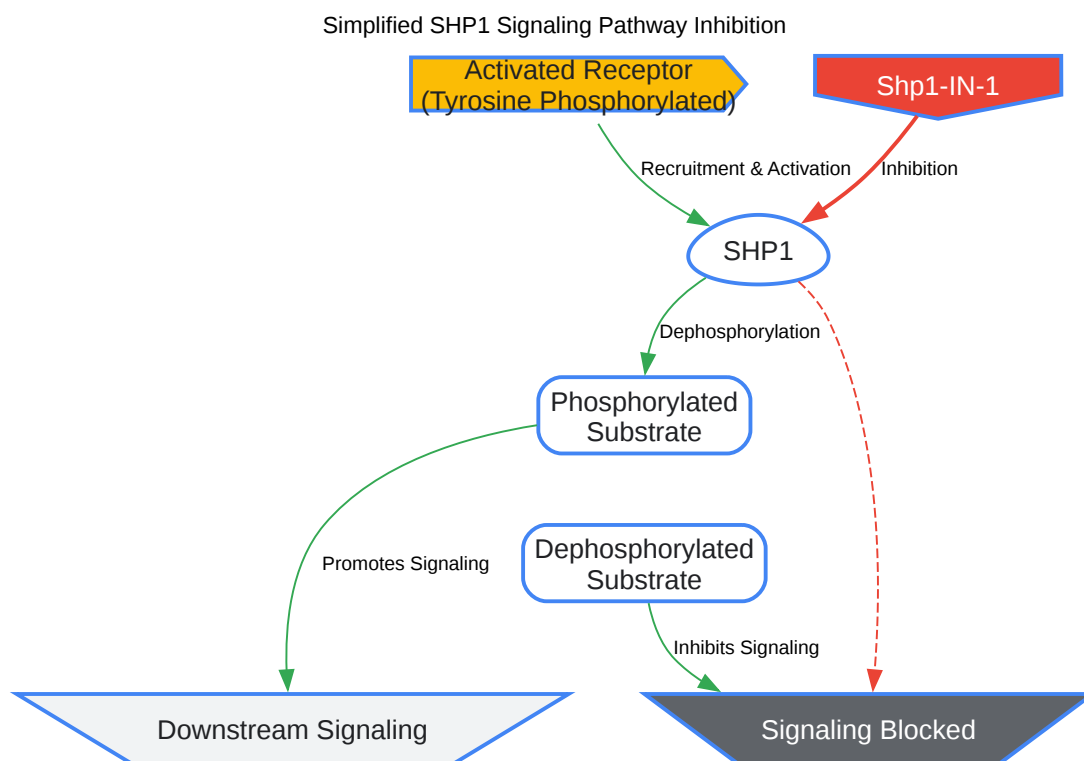 Simplified SHP1 Signaling Pathway Inhibition
Activated Receptor
(Tyrosine Phosphorylated)
Shp1-IN-1
Recruitment & Activation
Inhibition
SHP1
Dephosphorylation
Phosphorylated
Substrate
Promotes Signaling
Dephosphorylated
Substrate
Inhibits Signaling
Downstream Signaling
Signaling Blocked